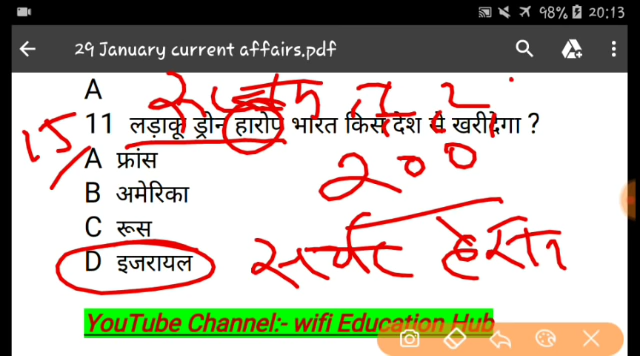 98% 20:13
29 January current affairs.pdf
A
11 लड़ाकू ड्रोन हारोप भारत किस देश से खरीदेगा ?
15
A फ्रांस
200
B अमेरिका
C रूस
D इजरायल
YouTube Channel:- wifi Education Hub